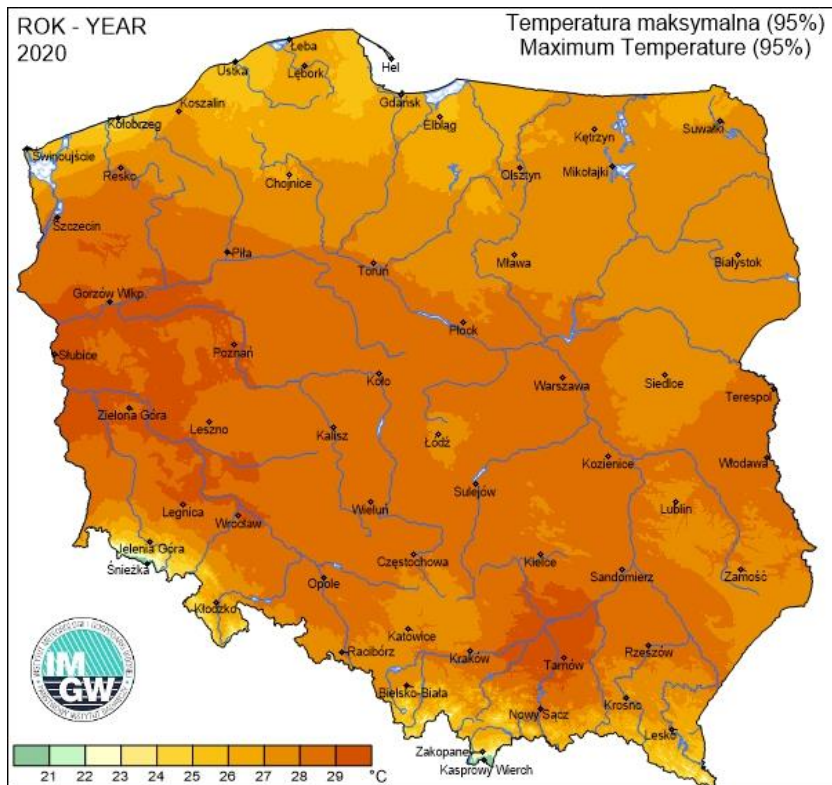 ROK - YEAR
2020
Temperatura maksymalna (95%)
Maximum Temperature (95%)
Łeba
Hel
Ustka
Lębork
Gdańsk
Koszalin
Kołobrzeg
Elbląg
Kętrzyn
Suwałki
Świnoujście
Resko
Chojnice
Olsztyn
Mikołajki
Szczecin
Piła
Toruń
Mława
Białystok
Gorzów Wlkp.
Płock
Słubice
Poznań
Koło
Warszawa
Siedlce
Terespol
Zielona Góra
Leszno
Kalisz
Łódź
Kozienice
Włodawa
Sulejów
Legnica
Wrocław
Wieluń
Lublin
Jelenia Góra
Śnieżka
Częstochowa
Kielce
Sandomierz
Zamość
Opole
Kłodzko
Katowice
Racibórz
Kraków
Tarnów
Rzeszów
Bielsko-Biała
Nowy Sącz
Krosno
Lesko
Zakopane
Kasprowy Wierch
IM
GW
21 22 23 24 25 26 27 28 29 °C